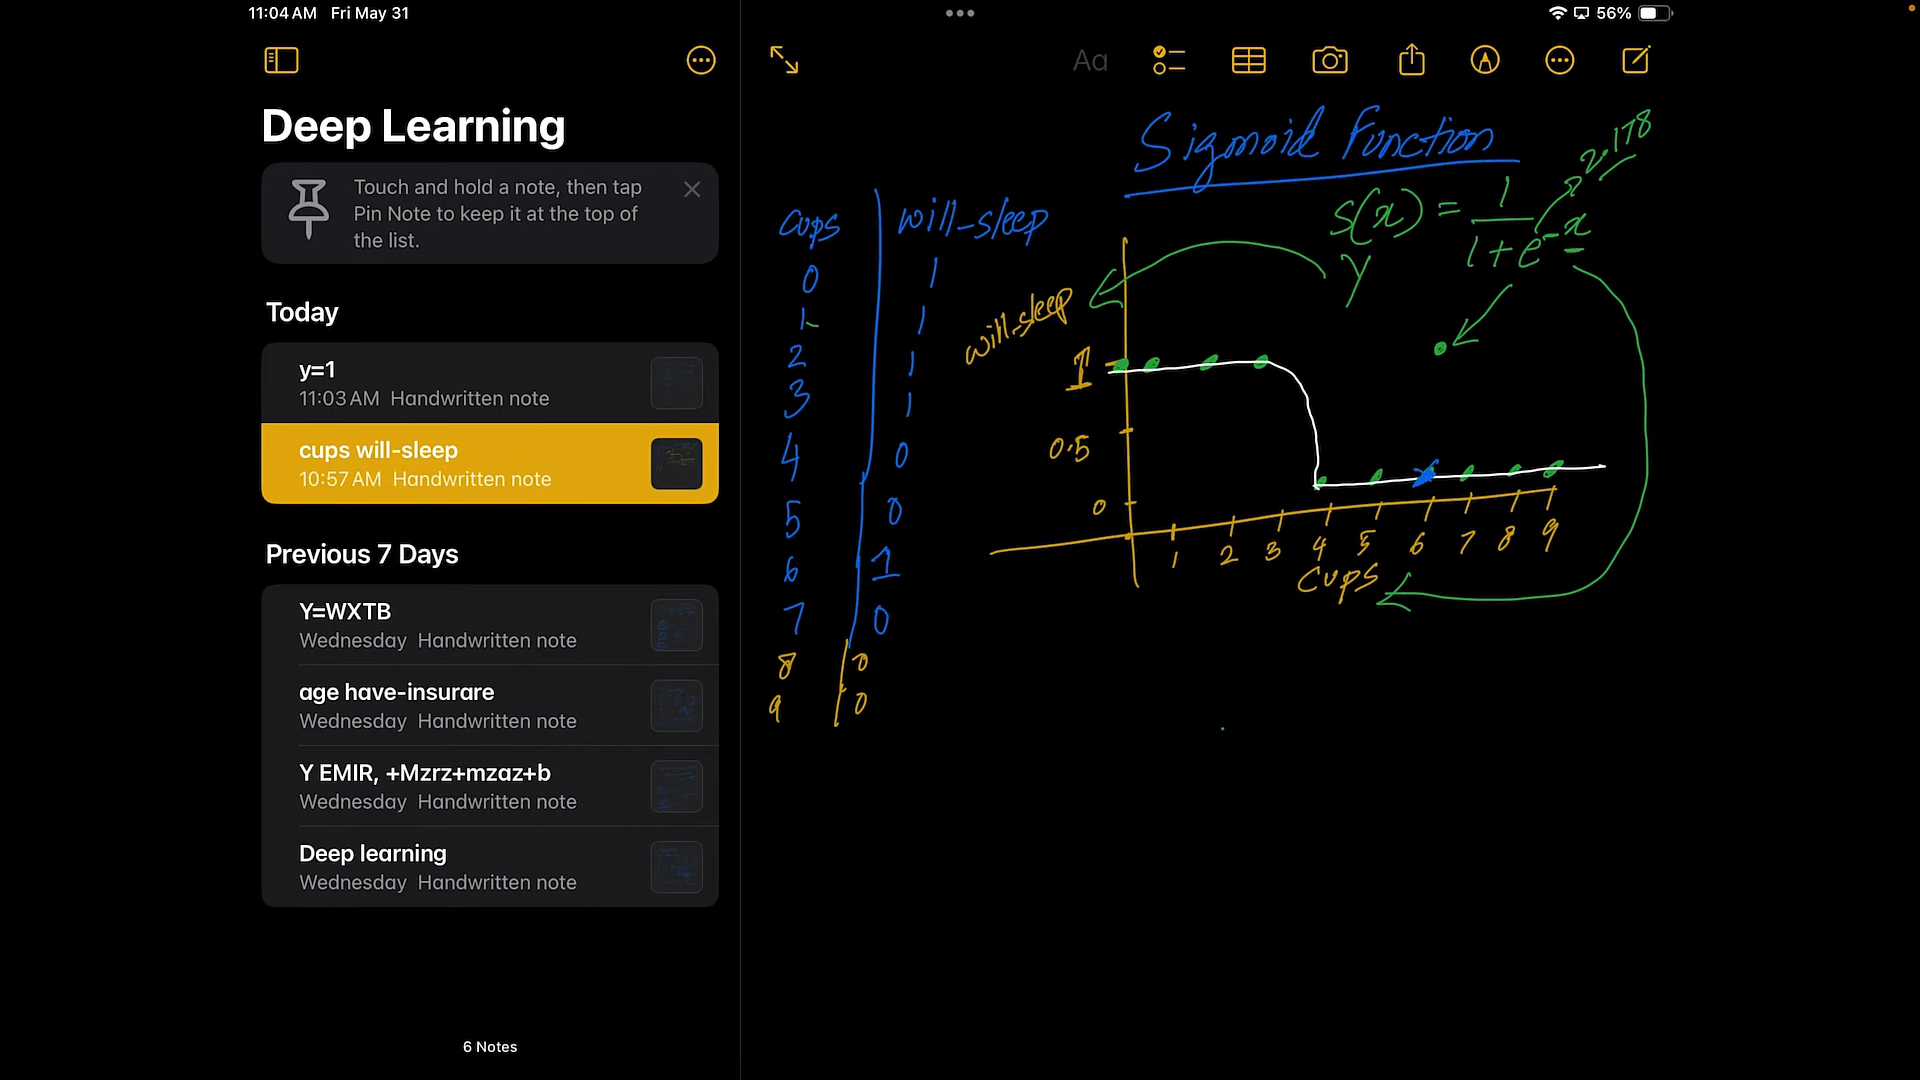 11:04 AM Fri May 31
56%
Deep Learning
Touch and hold a note, then tap
Pin Note to keep it at the top of
the list.
Today
y=1
11:03 AM Handwritten note
cups will-sleep
10:57 AM Handwritten note
Previous 7 Days
Y=WXTB
Wednesday Handwritten note
age have-insurare
Wednesday Handwritten note
Y EMIR, +Mzrz+mzaz+b
Wednesday Handwritten note
Deep learning
Wednesday Handwritten note
6 Notes
Aa
Sigmoid Function
S(x) = 1 / 1 + e^-x
y
2.178
cups will-sleep
0 1
1 1
2 1
3 1
4 0
5 0
6 1
7 0
8 0
9 0
will-sleep
1
0.5
0
1 2 3 4 5 6 7 8 9
Cups